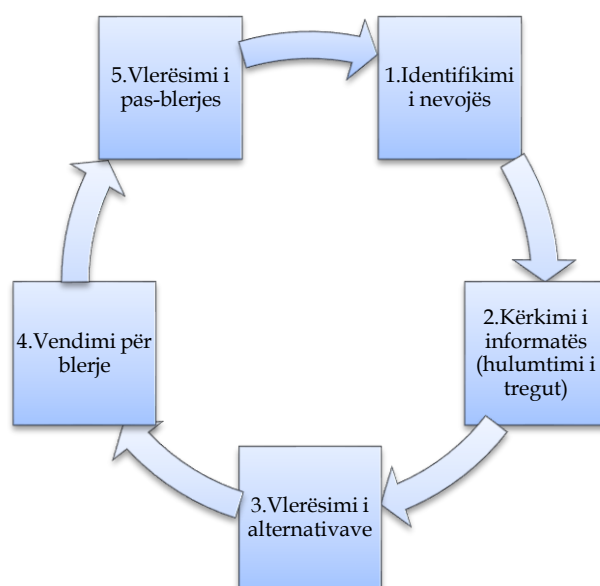 1.Identifikimi
i nevojës
2.Kërkimi i
informatës
(hulumtimi i
tregut)
3.Vlerësimi i
alternativave
4.Vendimi për
blerje
5.Vlerësimi i
pas-blerjes